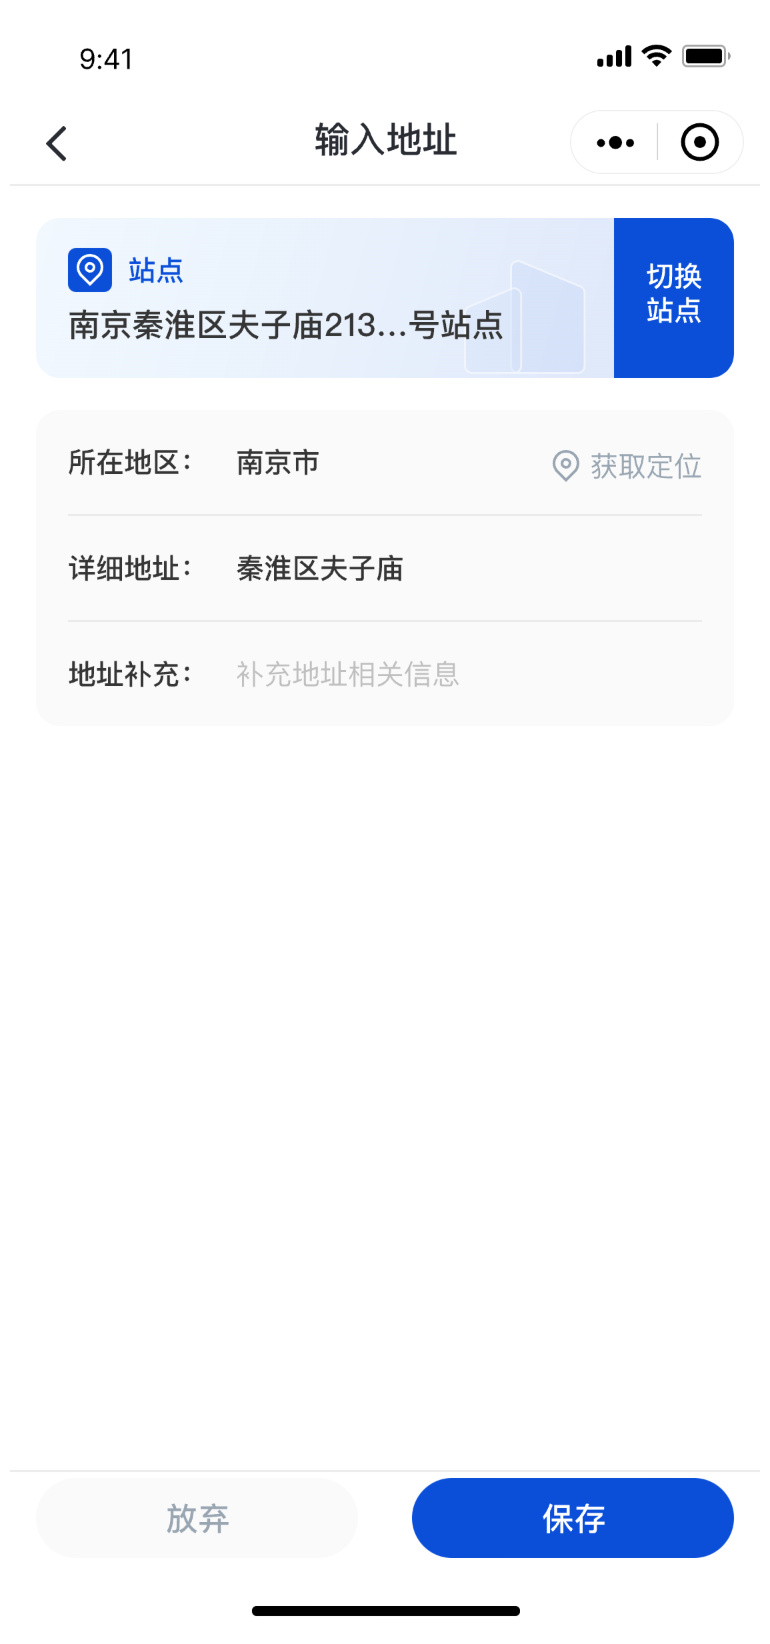 9:41
输入地址
站点
南京秦淮区夫子庙213...号站点
切换
站点
所在地区： 南京市 获取定位
详细地址： 秦淮区夫子庙
地址补充： 补充地址相关信息
放弃 保存